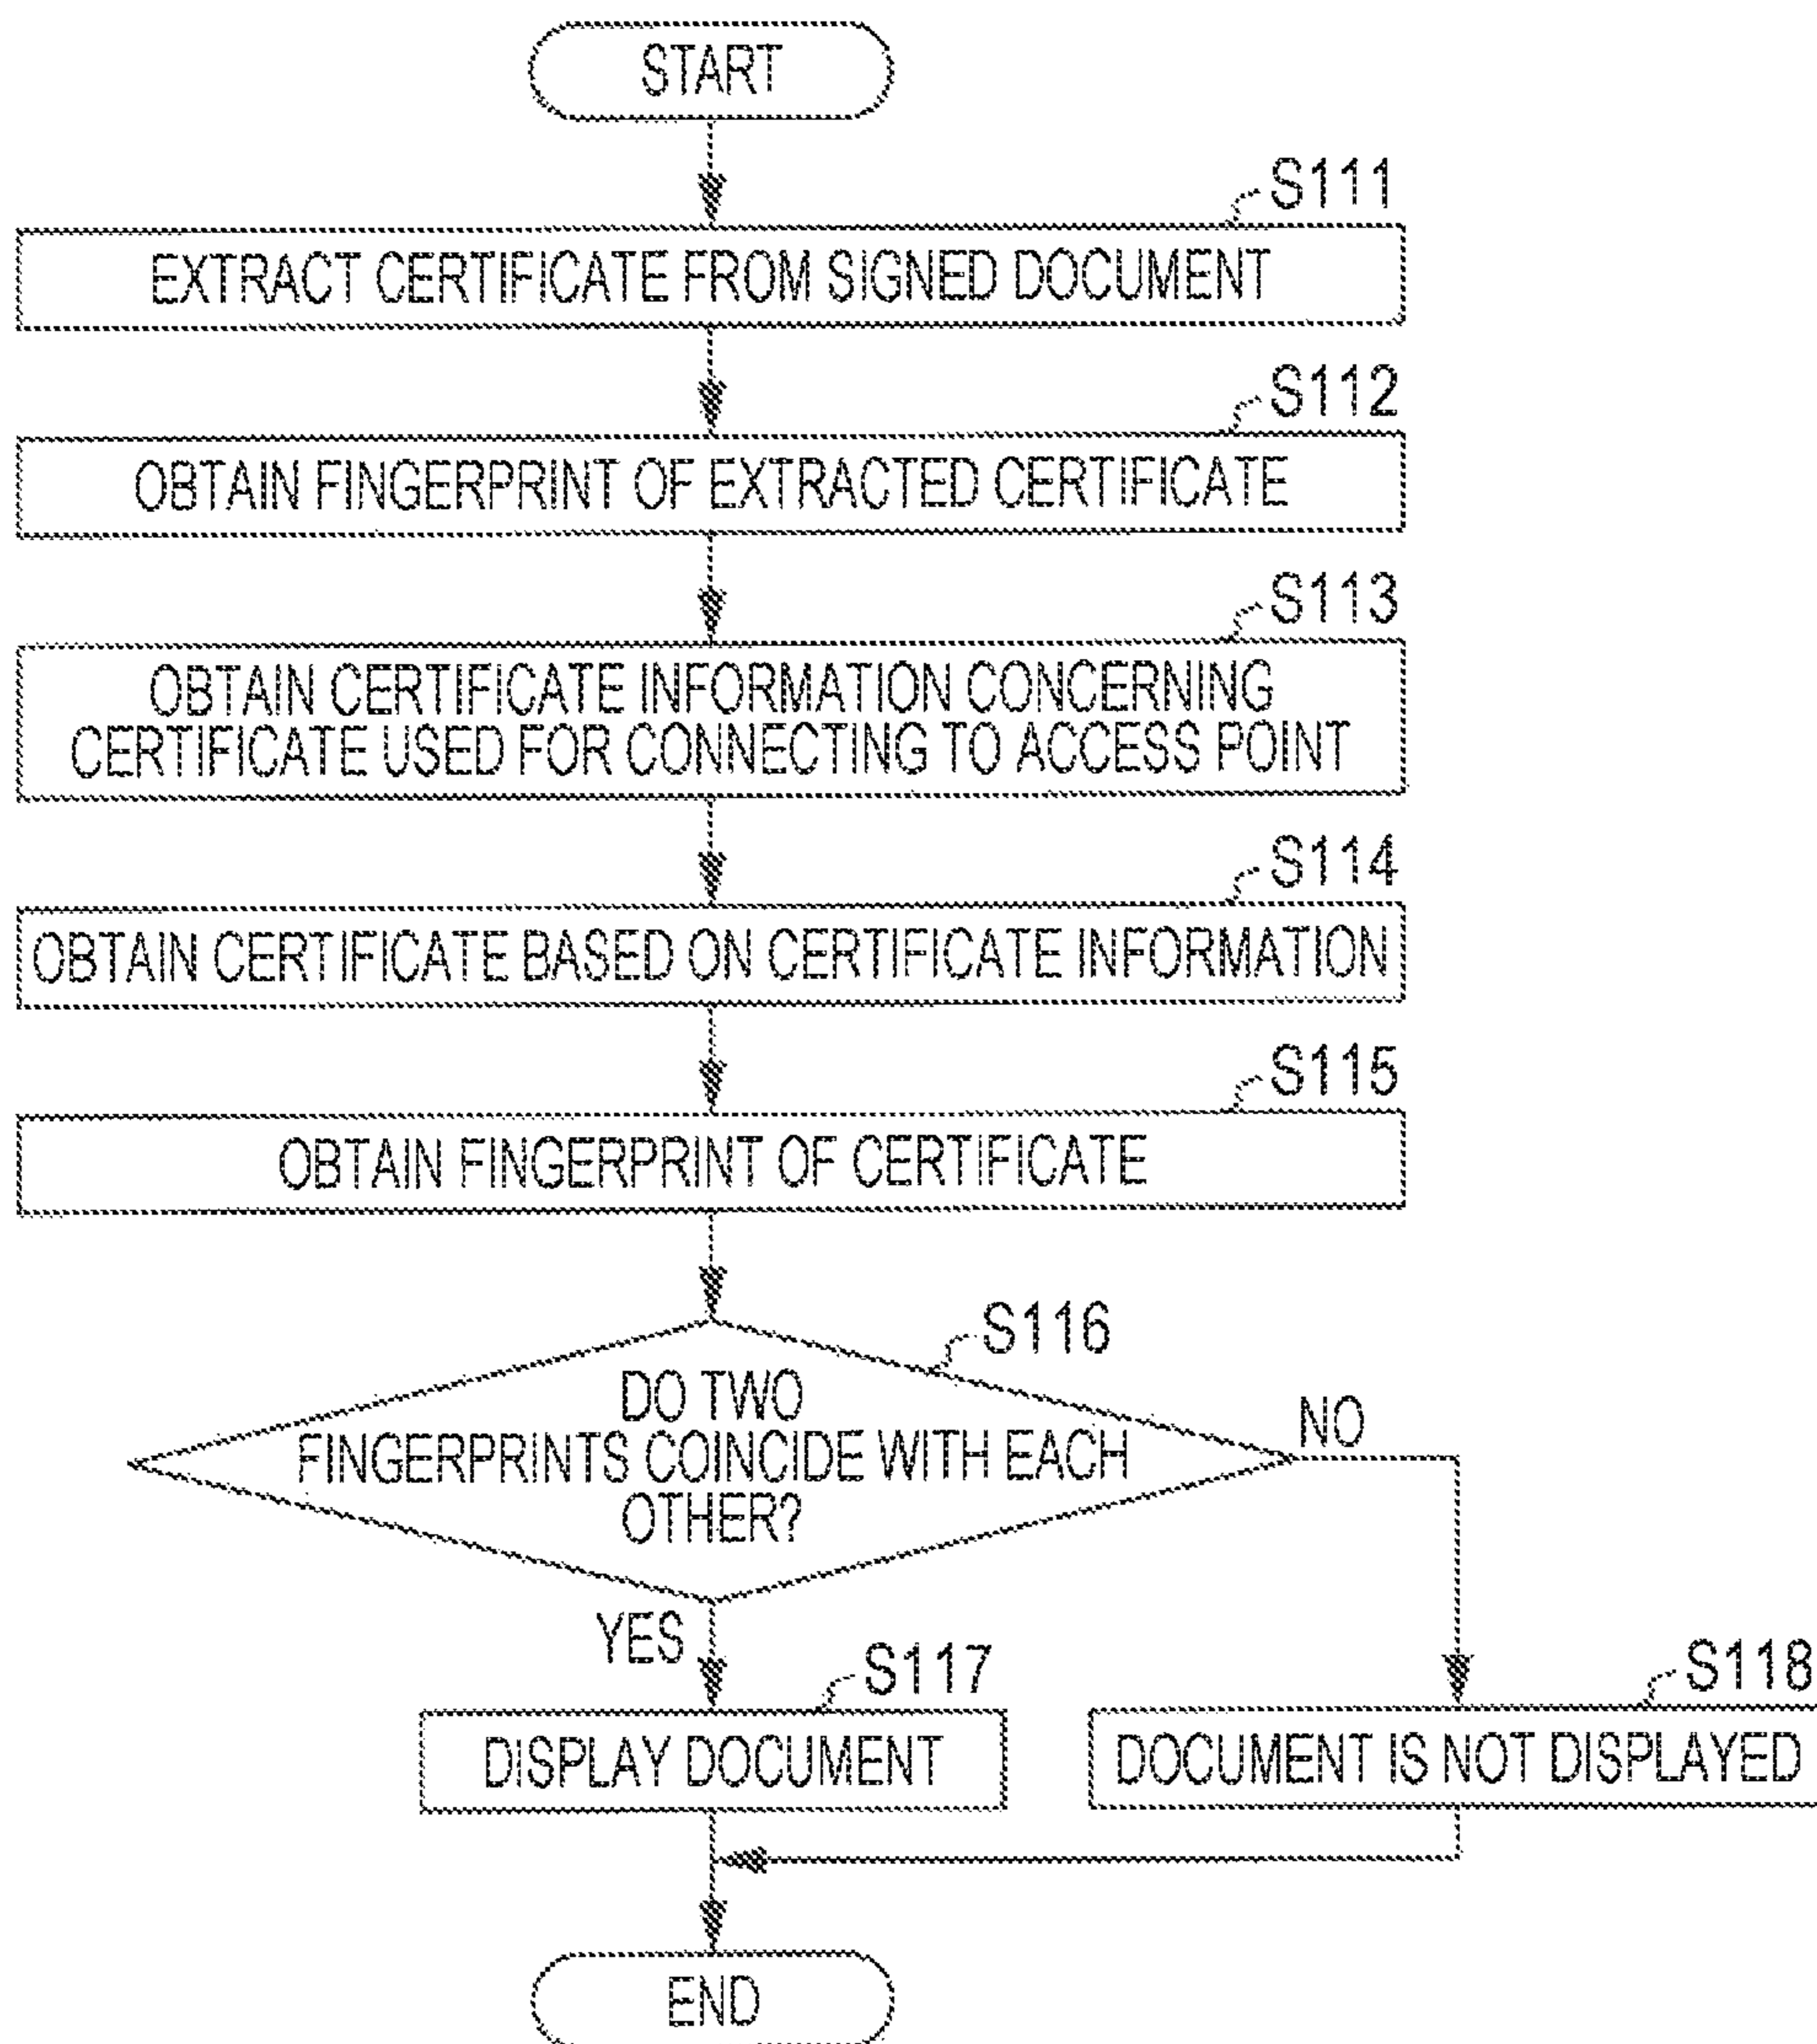 START
S111
EXTRACT CERTIFICATE FROM SIGNED DOCUMENT
S112
OBTAIN FINGERPRINT OF EXTRACTED CERTIFICATE
S113
OBTAIN CERTIFICATE INFORMATION CONCERNING
CERTIFICATE USED FOR CONNECTING TO ACCESS POINT
S114
OBTAIN CERTIFICATE BASED ON CERTIFICATE INFORMATION
S115
OBTAIN FINGERPRINT OF CERTIFICATE
S116
DO TWO
FINGERPRINTS COINCIDE WITH EACH
OTHER?
NO
YES
S117
DISPLAY DOCUMENT
S118
DOCUMENT IS NOT DISPLAYED
END